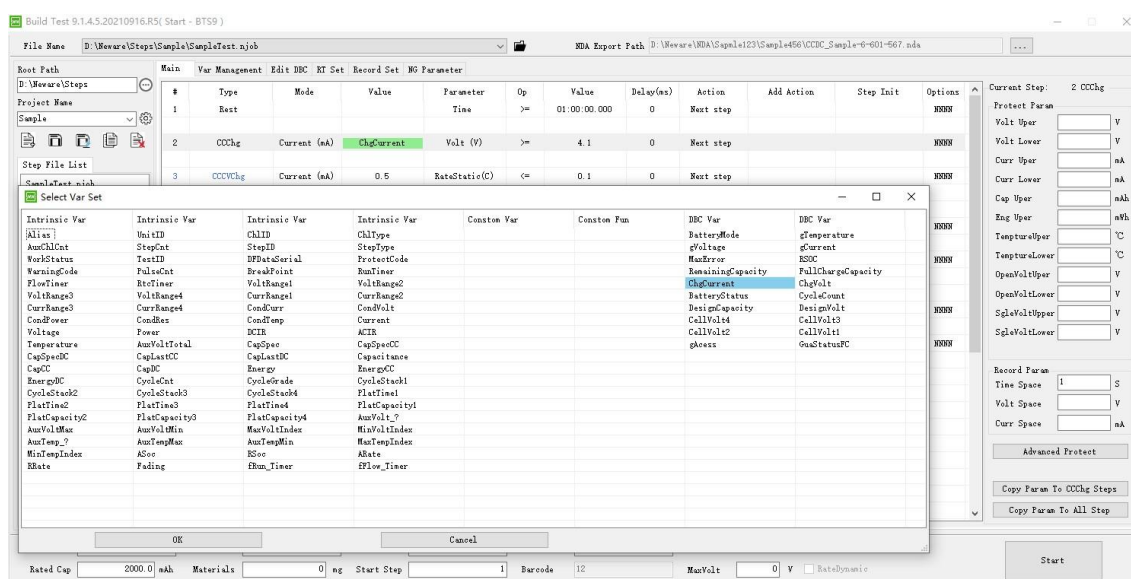 Build Test 9.1.4.5.20210916.R5( Start - BTS9 )
File Name D:\Neware\Steps\Sample\SampleTest.njob NDA Export Path D:\Neware\NDA\Sapmle123\Sample456\CCDC_Sample-6-601-567.nda ...
Root Path
D:\Neware\Steps
Project Name
Sample
Step File List
SampleTest.njob
Main Var Management Edit DBC RT Set Record Set NG Parameter
# Type Mode Value Parameter Op Value Delay(ms) Action Add Action Step Init Options
1 Rest Time >= 01:00:00.000 0 Next step NNNN
2 CCChg Current (mA) ChgCurrent Volt (V) >= 4.1 0 Next step NNNN
3 CCCVChg Current (mA) 0.5 RateStatic(C) <= 0.1 0 Next step NNNN
NNNN
NNNN
NNNN
NNNN
Select Var Set
Intrinsic Var Intrinsic Var Intrinsic Var Intrinsic Var Constom Var Constom Fun DBC Var DBC Var
Alias UnitID ChlID ChlType BatteryMode gTemperature
AuxChlCnt StepCnt StepID StepType gVoltage gCurrent
WorkStatus TestID DFDataSerial ProtectCode MaxError RSOC
WarningCode PulseCnt BreakPoint RunTimer RemainingCapacity FullChargeCapacity
FlowTimer RtcTimer VoltRange1 VoltRange2 ChgCurrent ChgVolt
VoltRange3 VoltRange4 CurrRange1 CurrRange2 BatteryStatus CycleCount
CurrRange3 CurrRange4 CondCurr CondVolt DesignCapacity DesignVolt
CondPower CondRes CondTemp Current CellVolt4 CellVolt3
Voltage Power DCIR ACIR CellVolt2 CellVolt1
Temperature AuxVoltTotal CapSpec CapSpecCC gAcess GuaStatusFC
CapSpecDC CapLastCC CapLastDC Capacitance
CapCC CapDC Energy EnergyCC
EnergyDC CycleCnt CycleGrade CycleStack1
CycleStack2 CycleStack3 CycleStack4 PlatTime1
PlatTime2 PlatTime3 PlatTime4 PlatCapacity1
PlatCapacity2 PlatCapacity3 PlatCapacity4 AuxVolt_?
AuxVoltMax AuxVoltMin MaxVoltIndex MinVoltIndex
AuxTemp_? AuxTempMax AuxTempMin MaxTempIndex
MinTempIndex ASoc RSoc ARate
RRate Fading fRun_Timer fFlow_Timer
OK Cancel
Current Step: 2 CCChg
Protect Param
Volt Uper V
Volt Lower V
Curr Uper mA
Curr Lower mA
Cap Uper mAh
Eng Uper mWh
TemptureUper ℃
TemptureLower ℃
OpenVoltUper V
OpenVoltLower V
SgleVoltUpper V
SgleVoltLower V
Record Param
Time Space 1 S
Volt Space V
Curr Space mA
Advanced Protect
Copy Param To CCChg Steps
Copy Param To All Step
Rated Cap 2000.0 mAh Materials 0 mg Start Step 1 Barcode 12 MaxVolt 0 V RateDynamic
Start